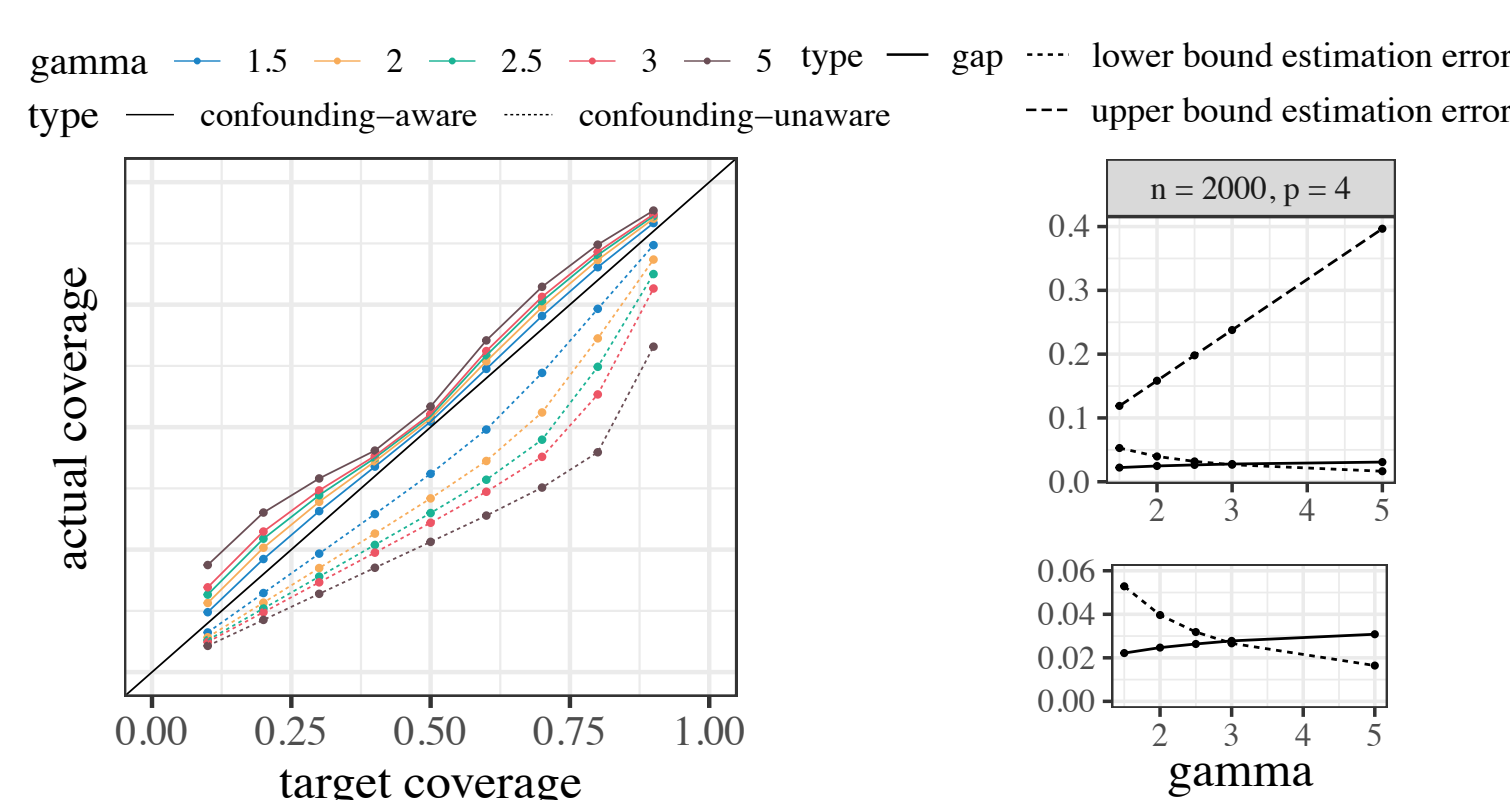 gamma 1.5 2 2.5 3 5
type confounding–aware confounding–unaware
type gap lower bound estimation error
upper bound estimation error
actual coverage
0.00 0.25 0.50 0.75 1.00
target coverage
n = 2000, p = 4
0.4
0.3
0.2
0.1
0.0
2 3 4 5
0.06
0.04
0.02
0.00
2 3 4 5
gamma